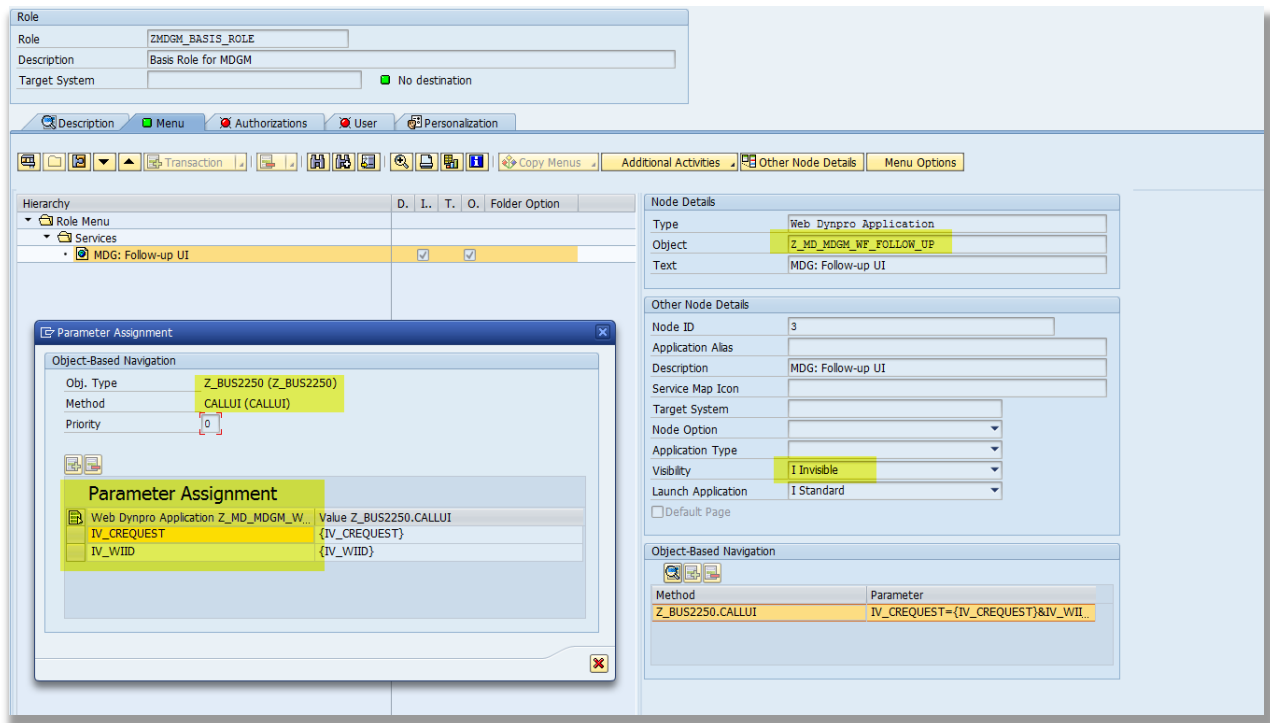 Role
Role ZMDGM_BASIS_ROLE
Description Basis Role for MDGM
Target System No destination
Description Menu Authorizations User Personalization
Transaction Copy Menus Additional Activities Other Node Details Menu Options
Hierarchy D. I.. T. O. Folder Option
Role Menu
Services
MDG: Follow-up UI
Node Details
Type Web Dynpro Application
Object Z_MD_MDGM_WF_FOLLOW_UP
Text MDG: Follow-up UI
Other Node Details
Node ID 3
Application Alias
Description MDG: Follow-up UI
Service Map Icon
Target System
Node Option
Application Type
Visibility I Invisible
Launch Application I Standard
Default Page
Object-Based Navigation
Method Parameter
Z_BUS2250.CALLUI IV_CREQUEST={IV_CREQUEST}&IV_WII...
Parameter Assignment
Object-Based Navigation
Obj. Type Z_BUS2250 (Z_BUS2250)
Method CALLUI (CALLUI)
Priority 0
Parameter Assignment
Web Dynpro Application Z_MD_MDGM_W... Value Z_BUS2250.CALLUI
IV_CREQUEST {IV_CREQUEST}
IV_WIID {IV_WIID}